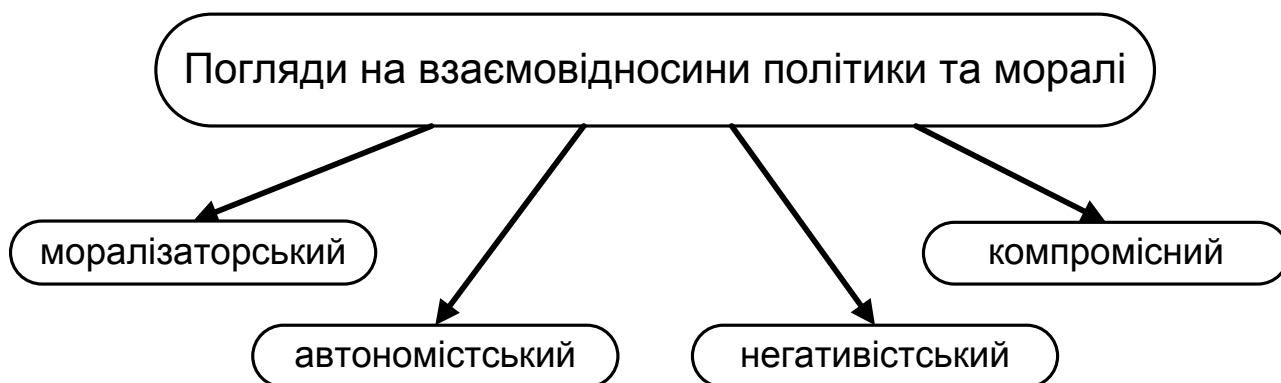 Погляди на взаємовідносини політики та моралі
моралізаторський
компромісний
автономістський
негативістський